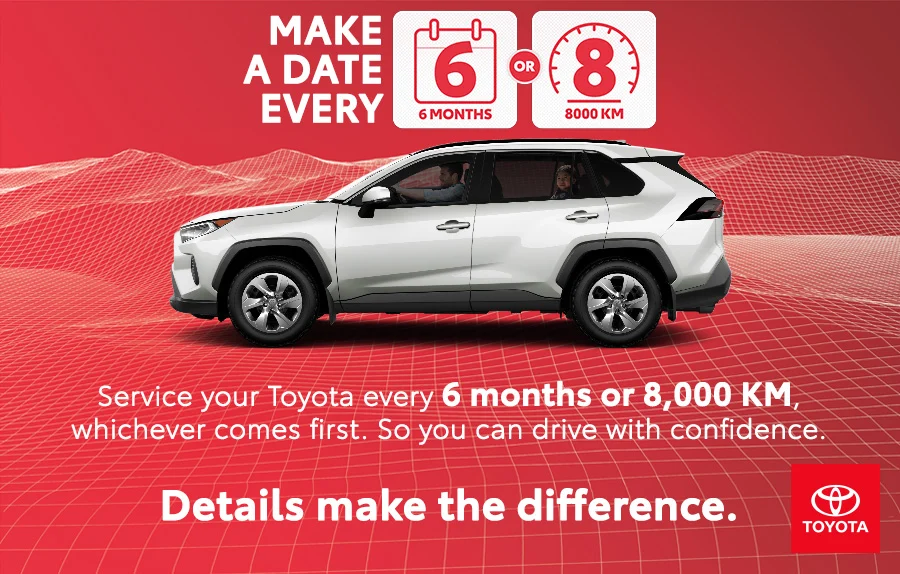 MAKE
A DATE
EVERY
6
6 MONTHS
OR
8
8000 KM
Service your Toyota every 6 months or 8,000 KM,
whichever comes first. So you can drive with confidence.
Details make the difference.
TOYOTA